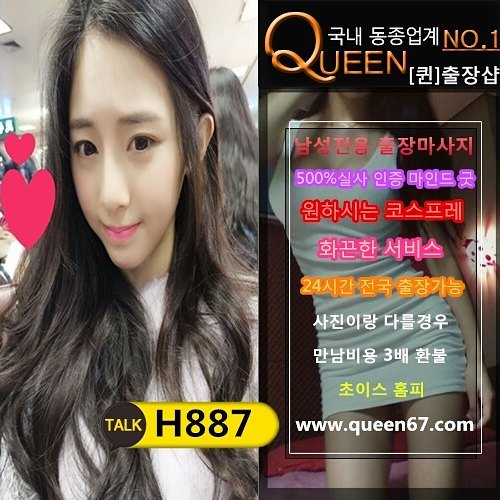 국내 동종업계 NO.1
QUEEN [퀸]출장샵
남성전용 출장마사지
500%실사 인증 마인드 굿
원하시는 코스프레
화끈한 서비스
24시간 전국 출장가능
사진이랑 다를경우
만남비용 3배 환불
초이스 홈피
www.queen67.com
TALK H887